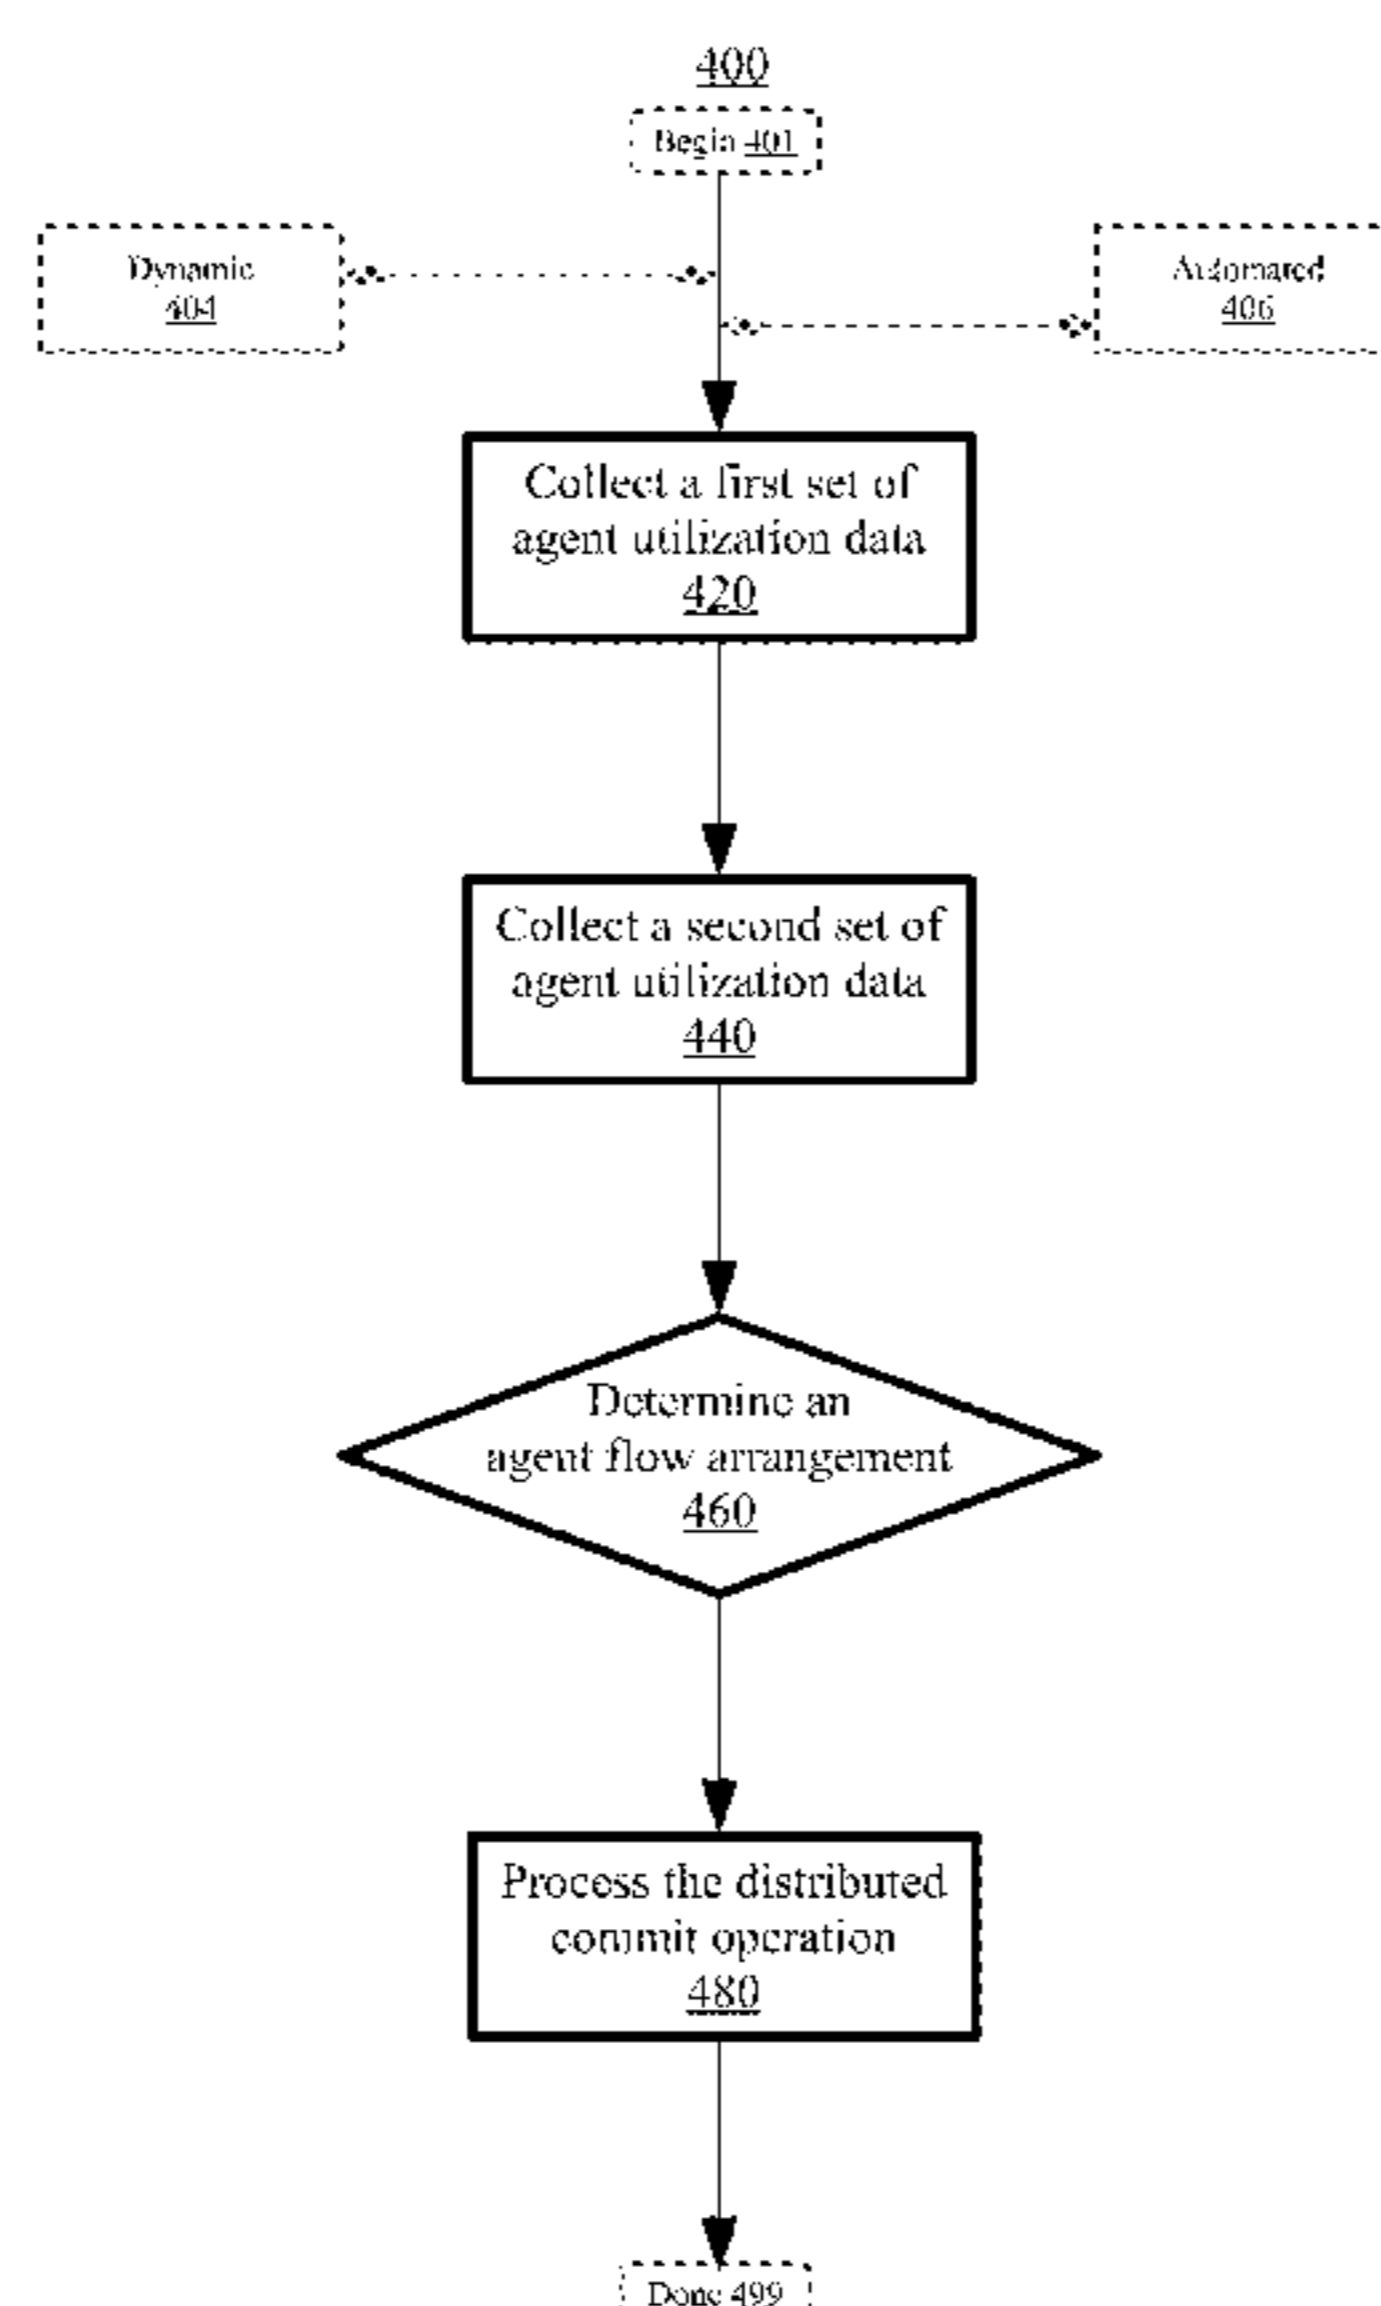 400
Begin 401
Dynamic
404
Automated
406
Collect a first set of
agent utilization data
420
Collect a second set of
agent utilization data
440
Determine an
agent flow arrangement
460
Process the distributed
commit operation
480
Done 499